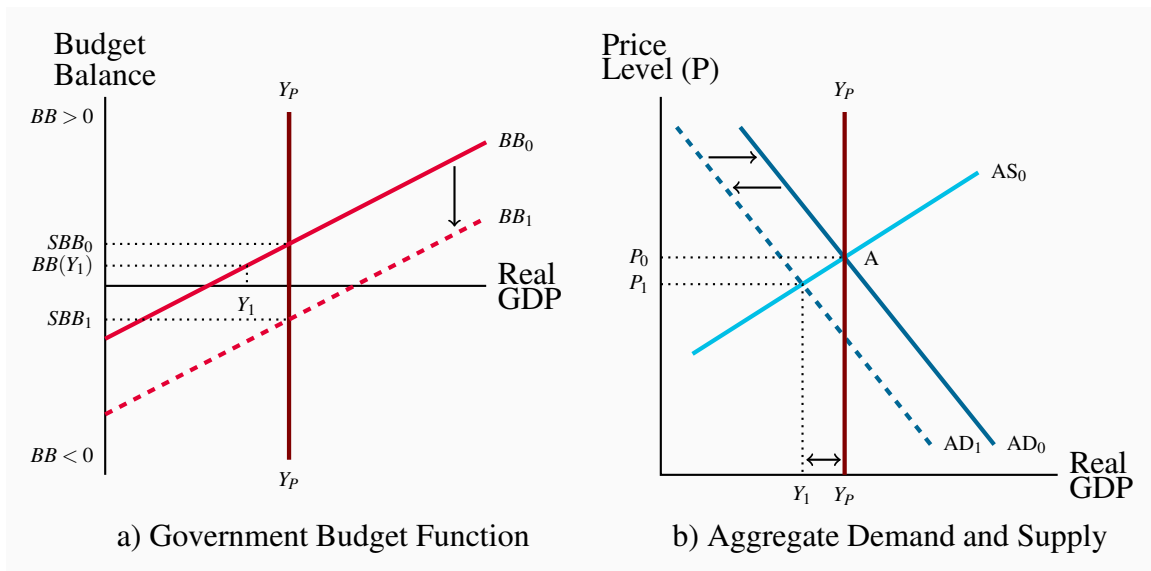 Budget
Balance
BB > 0
Y_P
BB_0
BB_1
SBB_0
BB(Y_1)
Real
GDP
Y_1
SBB_1
BB < 0
Y_P
a) Government Budget Function
Price
Level (P)
Y_P
AS_0
P_0
A
P_1
AD_1
AD_0
Real
GDP
Y_1
Y_P
b) Aggregate Demand and Supply